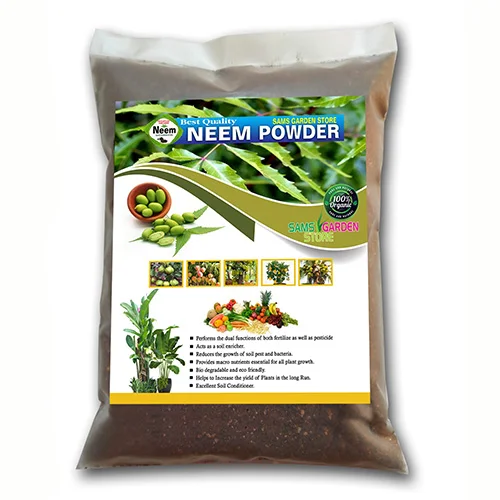 Neem
Best Quality
SAMS GARDEN STORE
NEEM POWDER
100%
Organic
SAMS GARDEN
STORE
Performs the dual functions of both fertilize as well as pesticide
Acts as a soil enricher.
Reduces the growth of soil pest and bacteria.
Provides macro nutrients essential for all plant growth.
Bio degradable and eco friendly.
Helps to Increase the yield of Plants in the long Run.
Excellent Soil Conditioner.